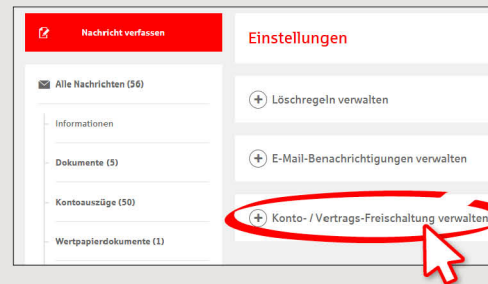 Nachricht verfassen
Alle Nachrichten (56)
Informationen
Dokumente (5)
Kontoauszüge (50)
Wertpapierdokumente (1)
Einstellungen
Löschregeln verwalten
E-Mail-Benachrichtigungen verwalten
Konto- / Vertrags-Freischaltung verwalten